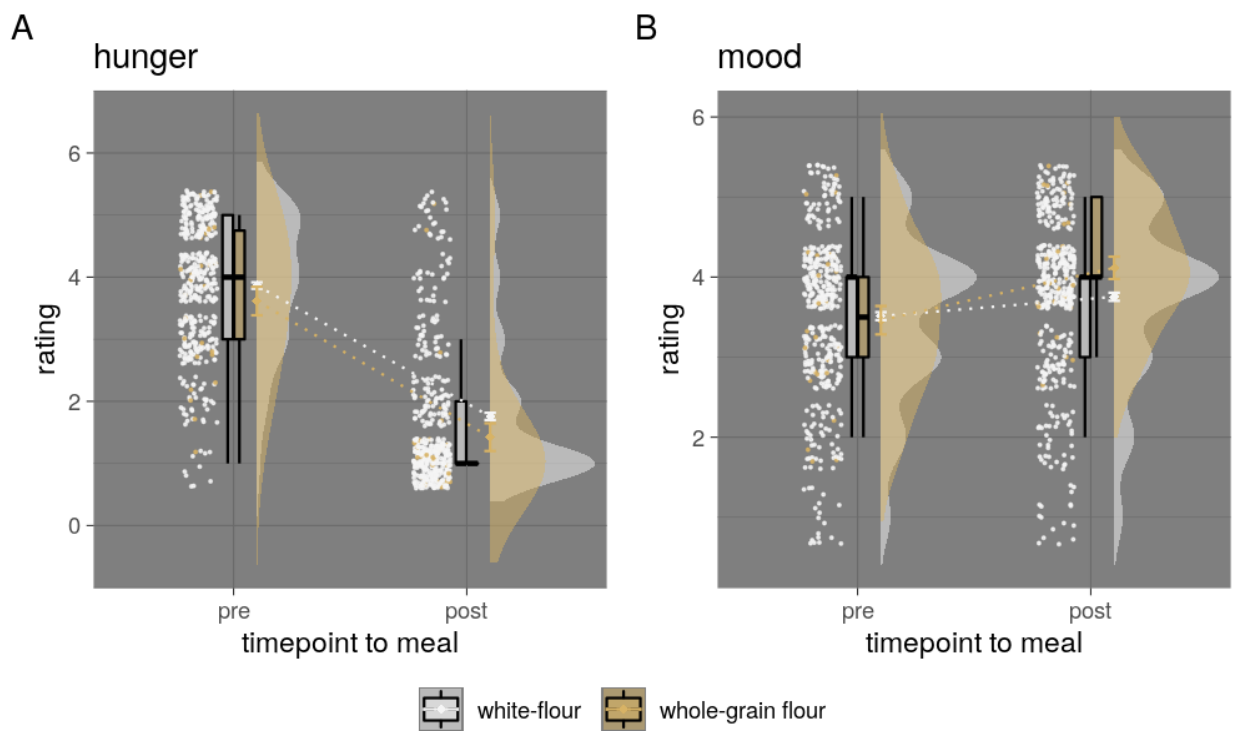 A
hunger
rating
6
4
2
0
pre
post
timepoint to meal
B
mood
rating
6
4
2
pre
post
timepoint to meal
white-flour
whole-grain flour